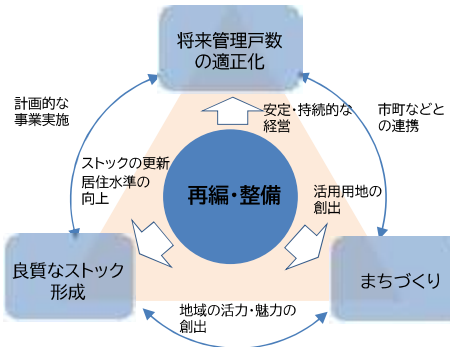 将来管理戸数
の適正化
計画的な
事業実施
安定・持続的な
経営
市町などと
の連携
ストックの更新
居住水準の
向上
再編・整備
活用用地の
創出
良質なストック
形成
まちづくり
地域の活力・魅力の
創出